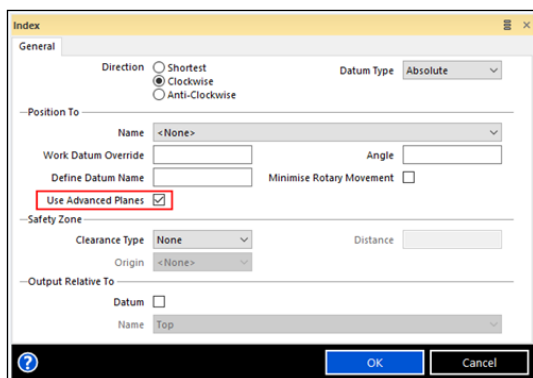 Index
General
Direction Shortest Datum Type Absolute
Clockwise
Anti-Clockwise
Position To
Name <None>
Work Datum Override Angle
Define Datum Name Minimise Rotary Movement
Use Advanced Planes
Safety Zone
Clearance Type None Distance
Origin <None>
Output Relative To
Datum
Name Top
? OK Cancel